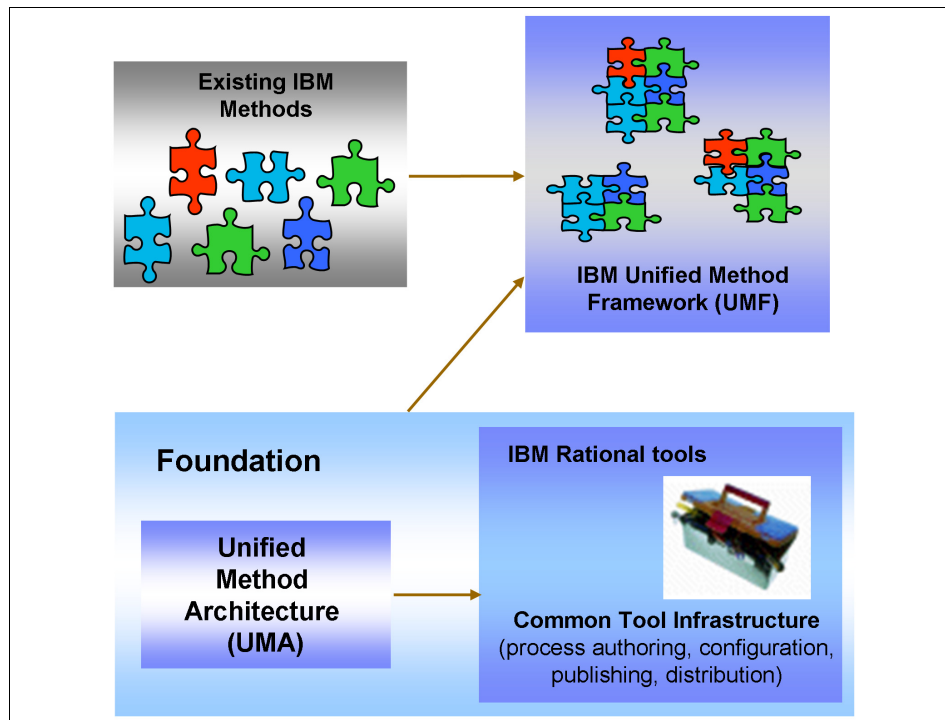 Existing IBM
Methods
IBM Unified Method
Framework (UMF)
Foundation
IBM Rational tools
Unified
Method
Architecture
(UMA)
Common Tool Infrastructure
(process authoring, configuration,
publishing, distribution)